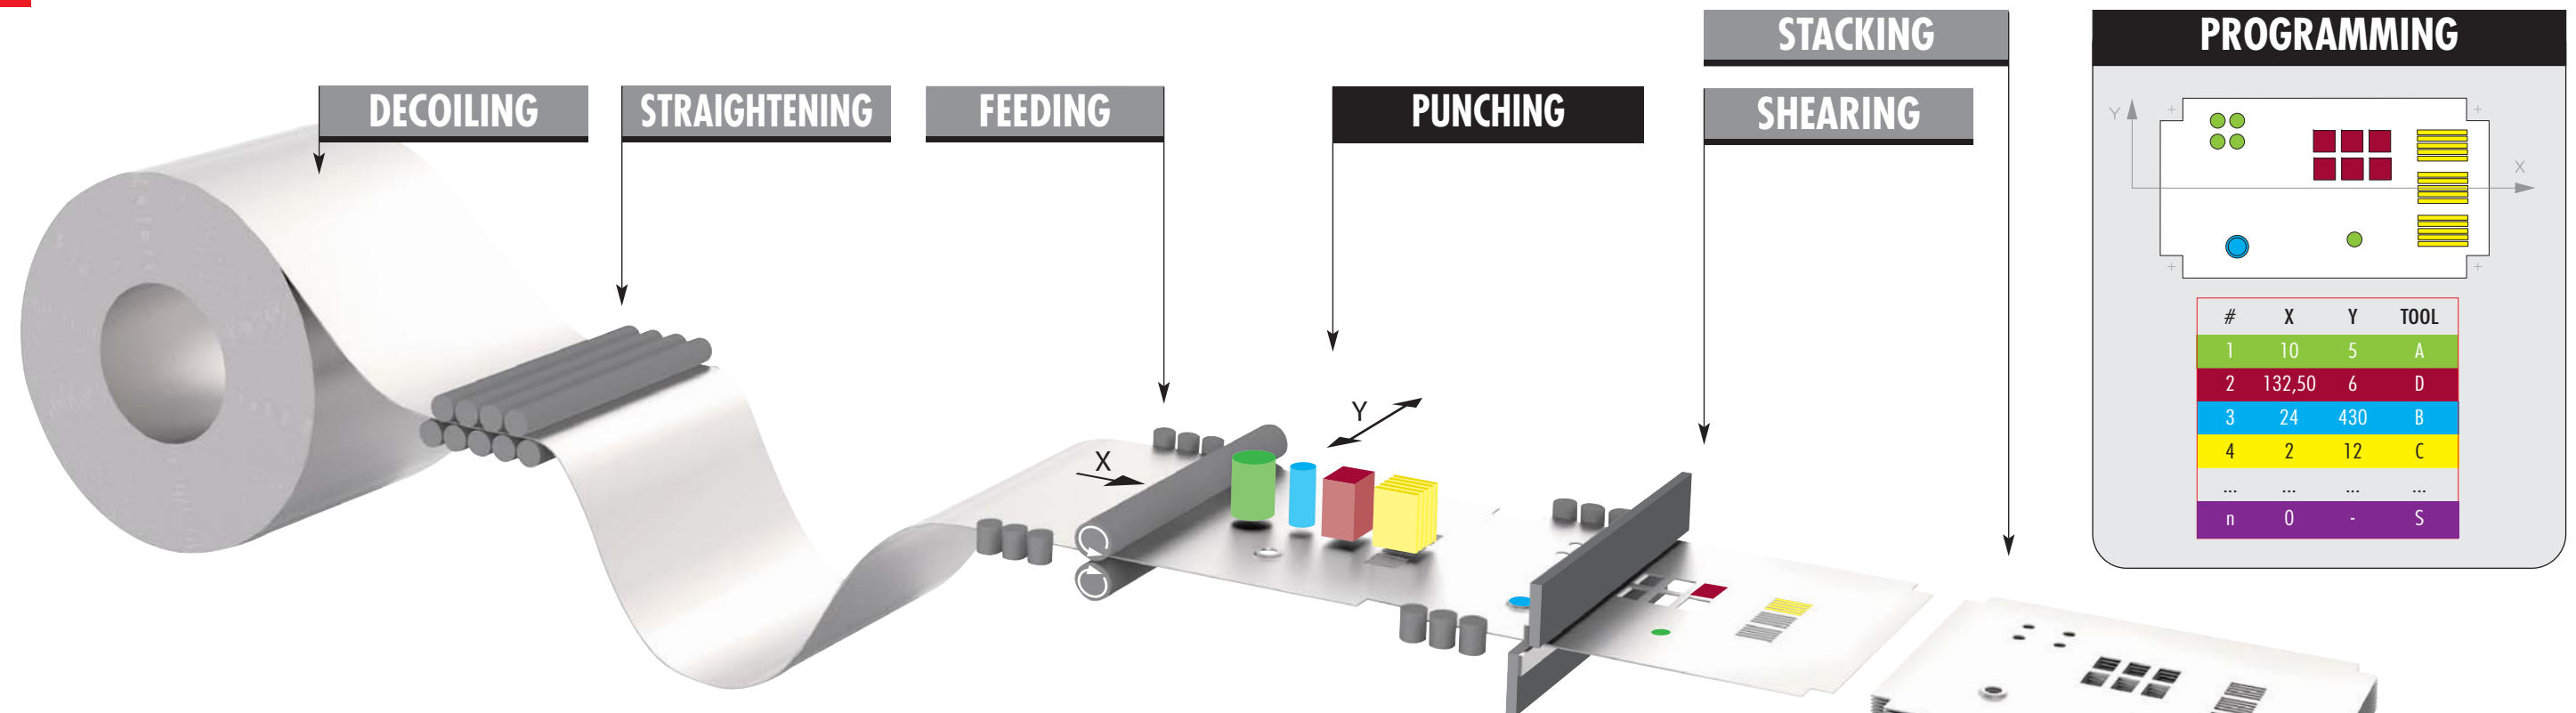 STACKING
PROGRAMMING
DECOILING
STRAIGHTENING
FEEDING
PUNCHING
SHEARING
Y
X
X
Y
# X Y TOOL
1 10 5 A
2 132,50 6 D
3 24 430 B
4 2 12 C
... ... ... ...
n 0 - S